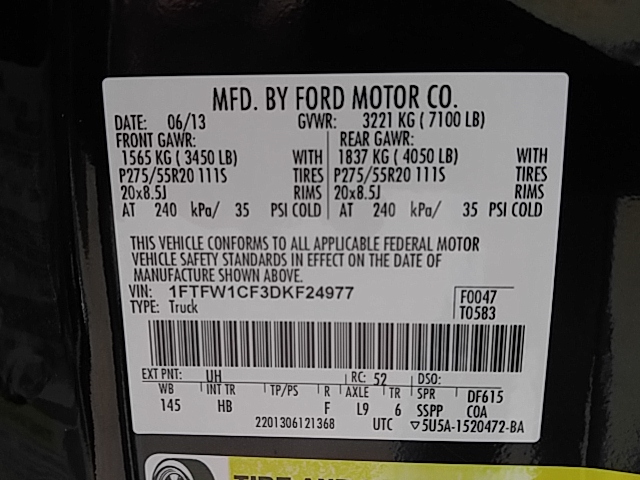 MFD. BY FORD MOTOR CO.
DATE: 06/13 GVWR: 3221 KG ( 7100 LB)
FRONT GAWR: REAR GAWR:
1565 KG ( 3450 LB) WITH 1837 KG ( 4050 LB) WITH
P275/55R20 111S TIRES P275/55R20 111S TIRES
20x8.5J RIMS 20x8.5J RIMS
AT 240 kPa/ 35 PSI COLD AT 240 kPa/ 35 PSI COLD
THIS VEHICLE CONFORMS TO ALL APPLICABLE FEDERAL MOTOR
VEHICLE SAFETY STANDARDS IN EFFECT ON THE DATE OF
MANUFACTURE SHOWN ABOVE.
VIN: 1FTFW1CF3DKF24977 F0047
TYPE: Truck T0583
EXT PNT: UH RC: 52 DSO:
WB INT TR TP/PS R AXLE TR SPR DF615
145 HB F L9 6 SSPP COA
2201306121368 UTC ▽5U5A-1520472-BA
TIRE AND